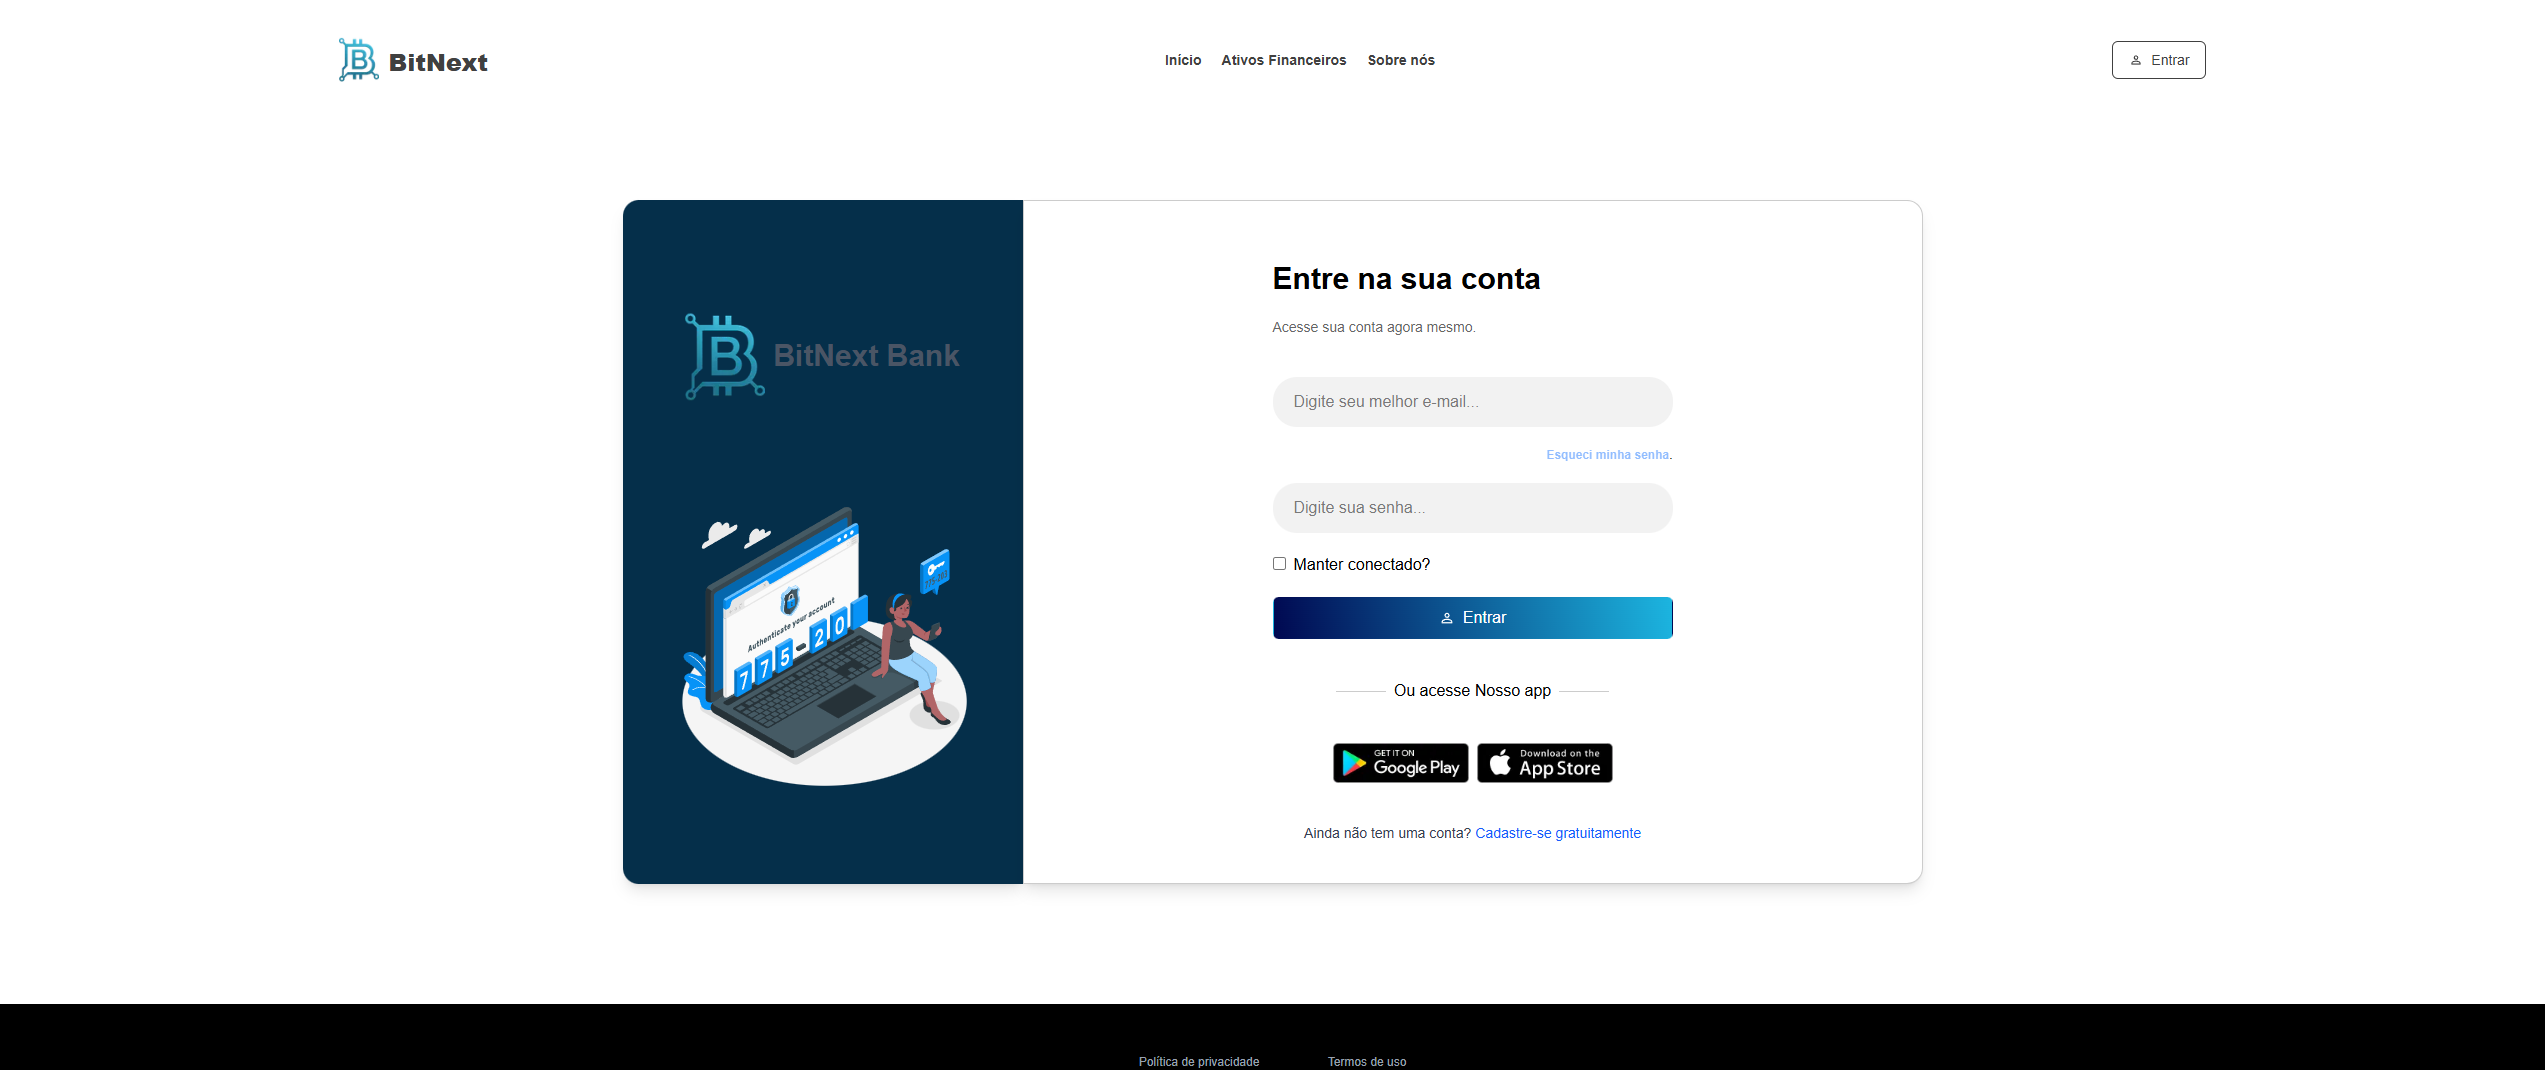 BitNext
Início Ativos Financeiros Sobre nós
Entrar
BitNext Bank
Authenticate your account
775-20
Entre na sua conta
Acesse sua conta agora mesmo.
Digite seu melhor e-mail...
Esqueci minha senha.
Digite sua senha...
Manter conectado?
Entrar
Ou acesse Nosso app
GET IT ON
Google Play
Download on the
App Store
Ainda não tem uma conta? Cadastre-se gratuitamente
Política de privacidade Termos de uso